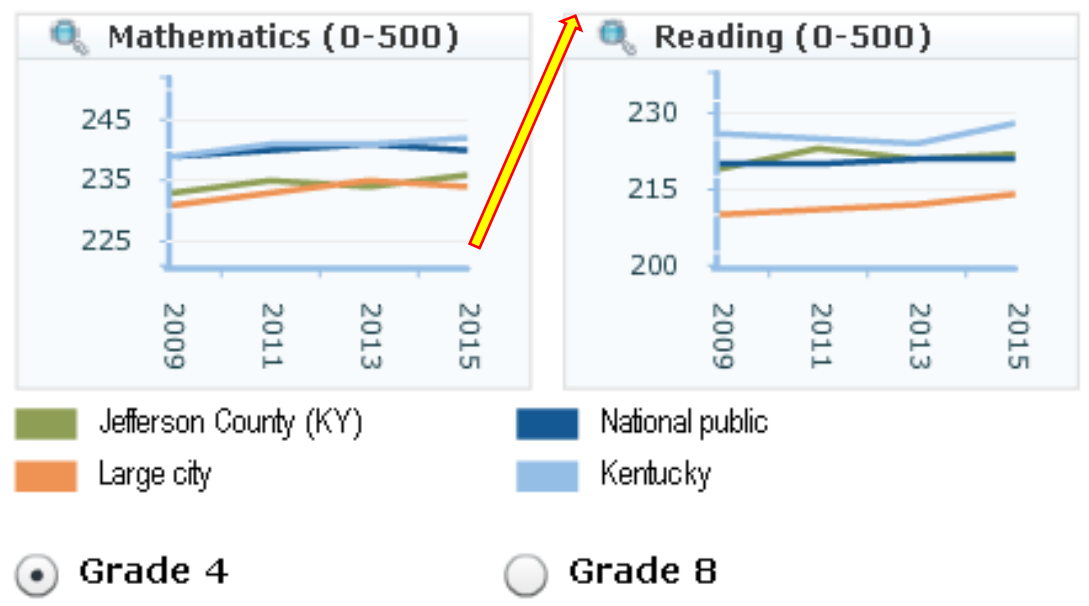 Mathematics (0-500)
245
235
225
2009
2011
2013
2015
Reading (0-500)
230
215
200
2009
2011
2013
2015
Jefferson County (KY)
National public
Large city
Kentucky
Grade 4
Grade 8